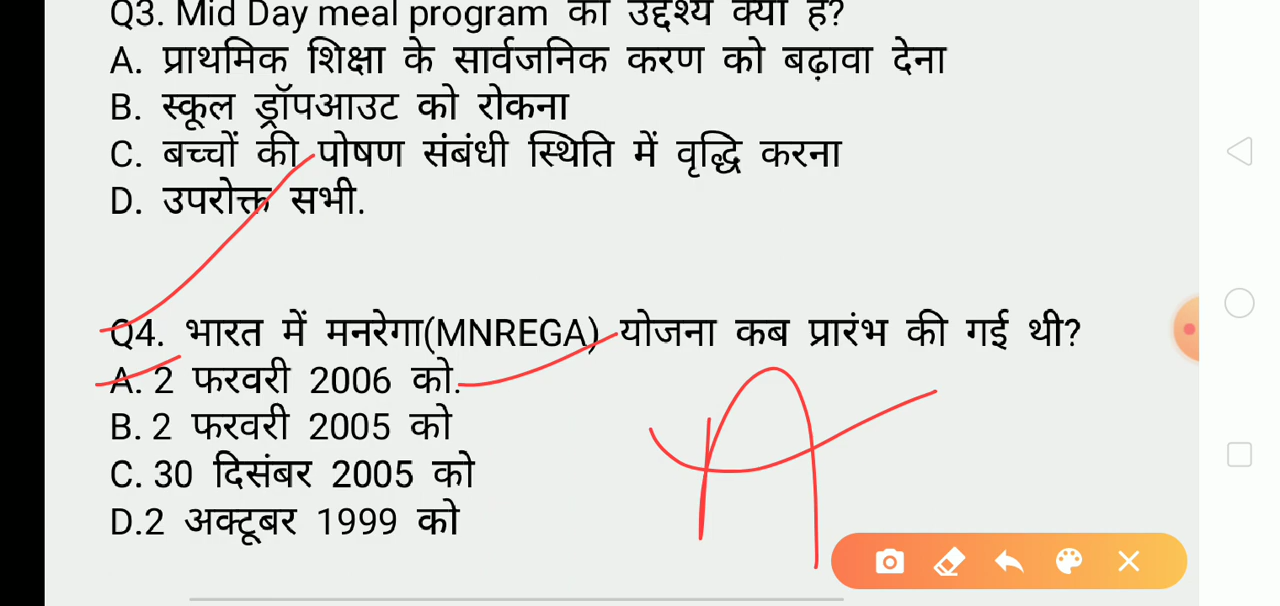 Q3. Mid Day meal program का उद्देश्य क्या है?
A. प्राथमिक शिक्षा के सार्वजनिक करण को बढ़ावा देना
B. स्कूल ड्रॉपआउट को रोकना
C. बच्चों की पोषण संबंधी स्थिति में वृद्धि करना
D. उपरोक्त सभी.
Q4. भारत में मनरेगा(MNREGA) योजना कब प्रारंभ की गई थी?
A. 2 फरवरी 2006 को.
B. 2 फरवरी 2005 को
C. 30 दिसंबर 2005 को
D.2 अक्टूबर 1999 को
A